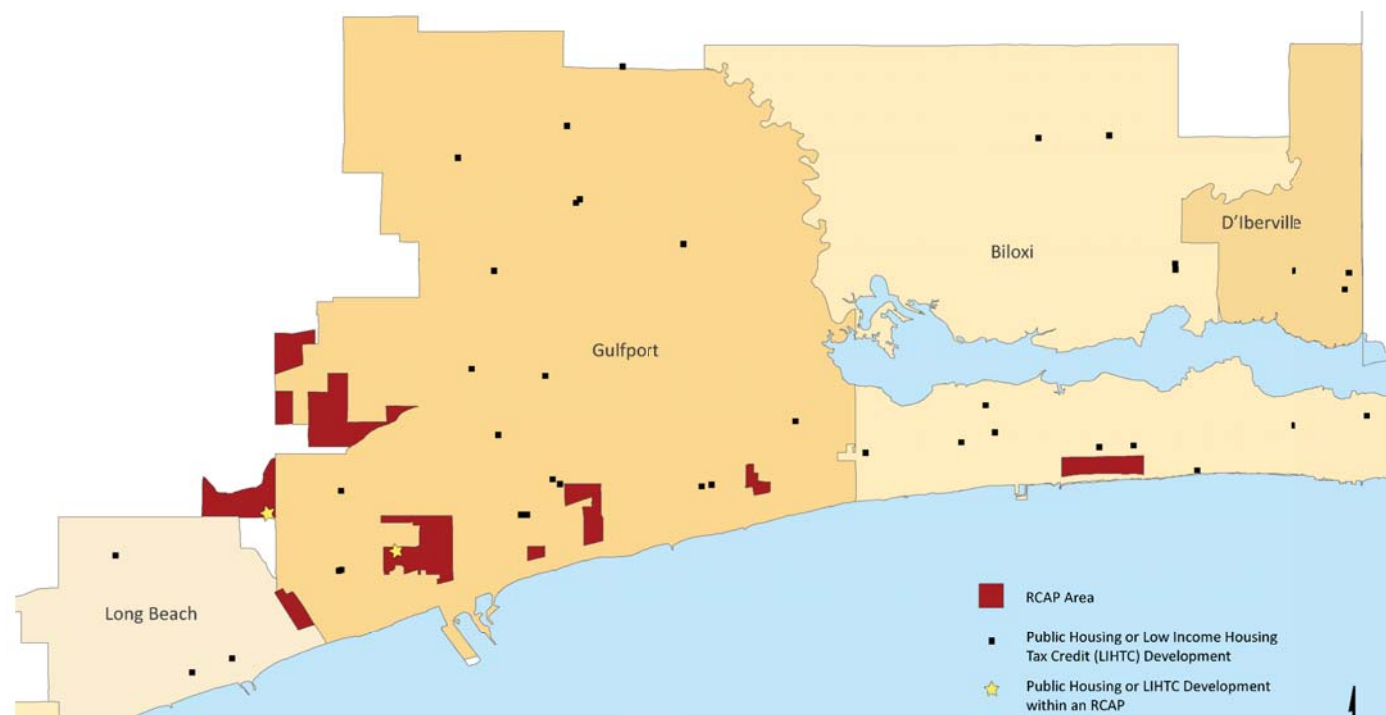 D'Iberville
Biloxi
Gulfport
Long Beach
RCAP Area
Public Housing or Low Income Housing
Tax Credit (LIHTC) Development
Public Housing or LIHTC Development
within an RCAP